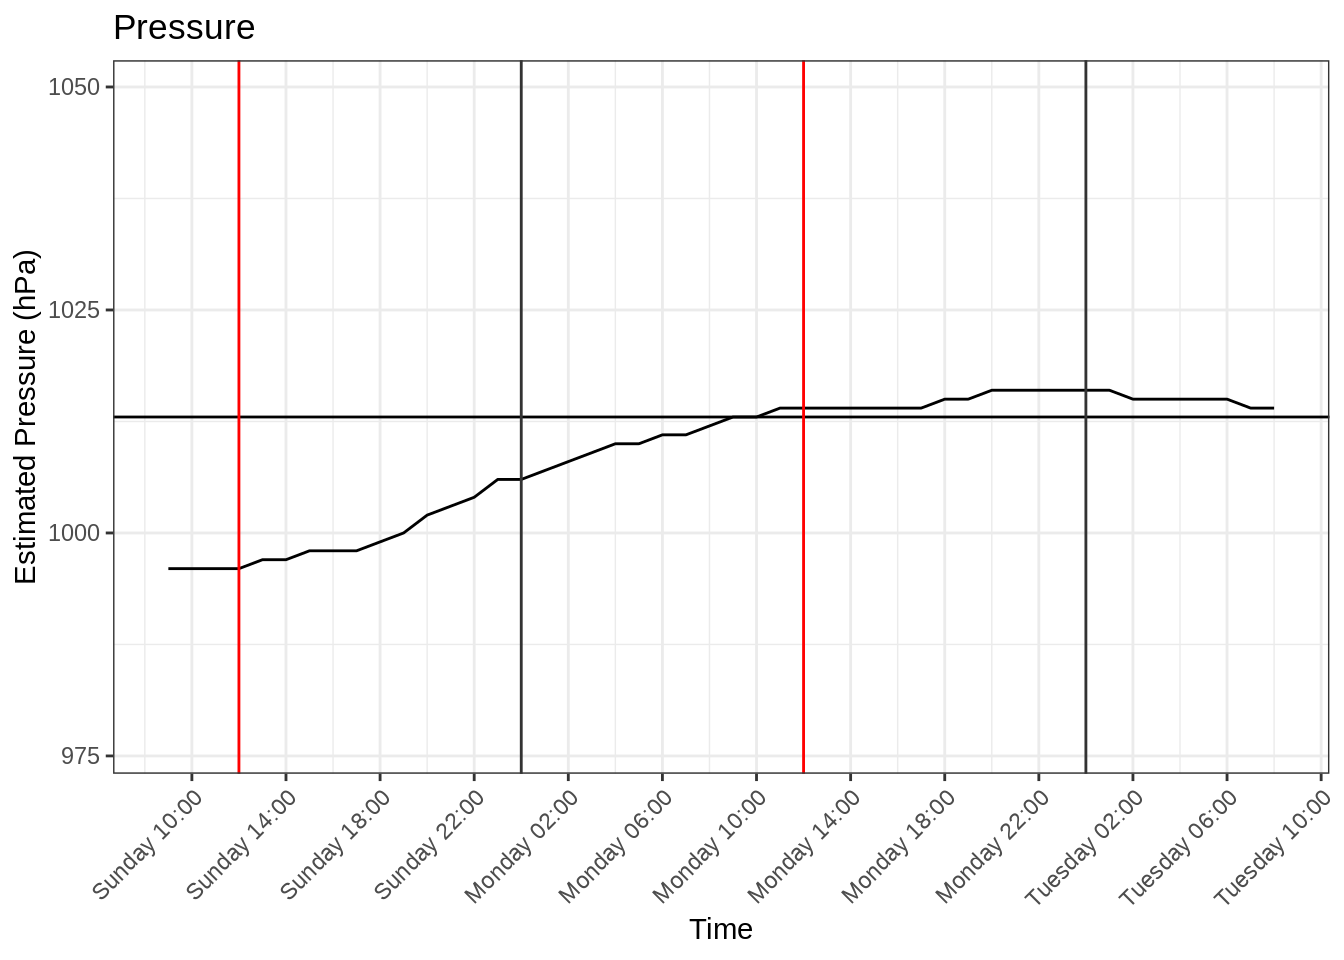 Pressure
1050
1025
1000
975
Estimated Pressure (hPa)
Sunday 10:00
Sunday 14:00
Sunday 18:00
Sunday 22:00
Monday 02:00
Monday 06:00
Monday 10:00
Monday 14:00
Monday 18:00
Monday 22:00
Tuesday 02:00
Tuesday 06:00
Tuesday 10:00
Time